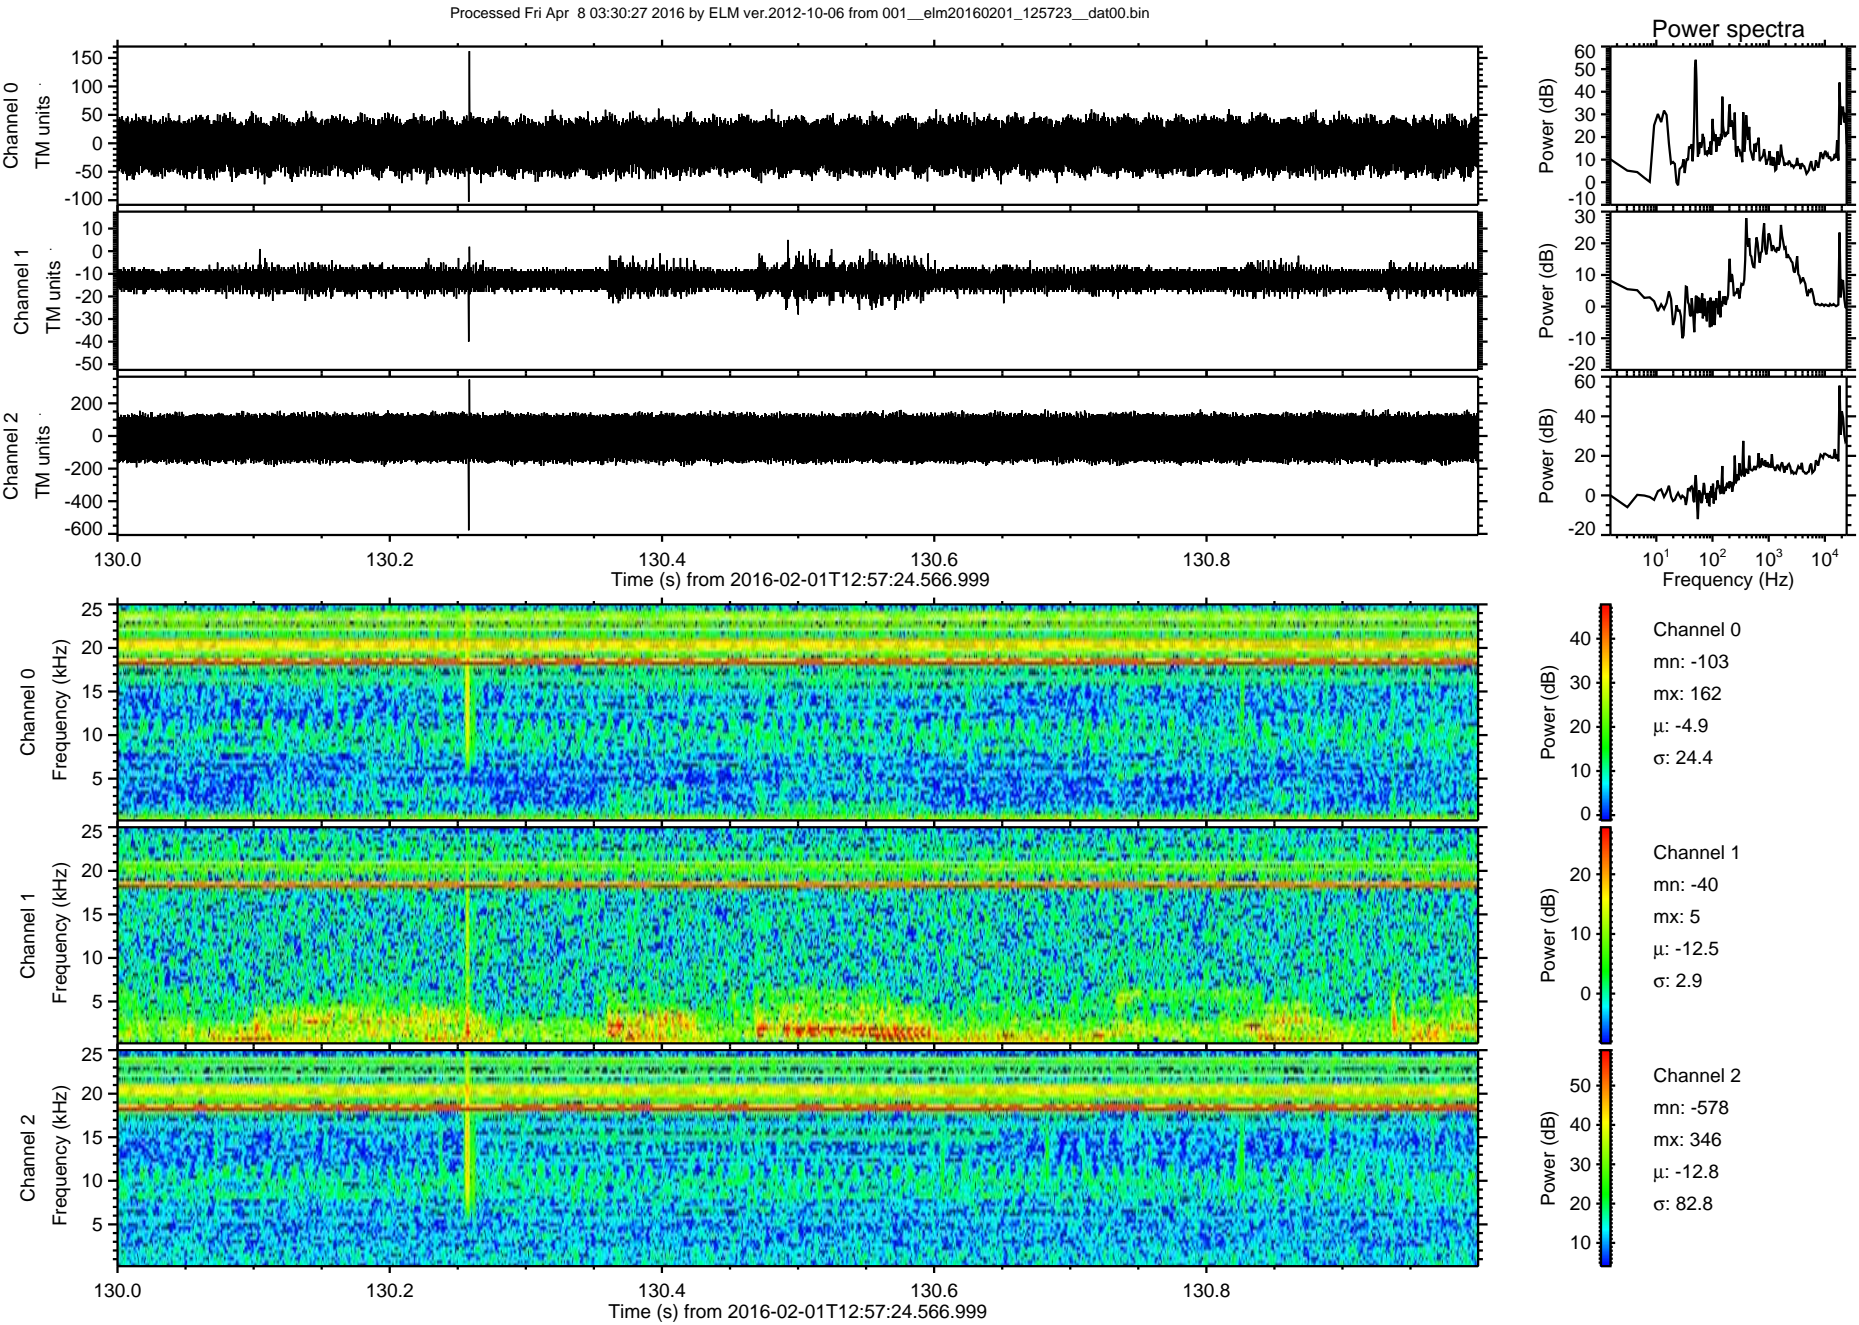 Processed Fri Apr  8 03:30:27 2016 by ELM ver.2012-10-06 from 001__elm20160201_125723__dat00.bin
Power spectra
Channel 0
TM units
150
100
50
0
-50
-100
Power (dB)
60
50
40
30
20
10
0
-10
Channel 1
TM units
10
0
-10
-20
-30
-40
-50
Power (dB)
30
20
10
0
-10
-20
Channel 2
TM units
200
0
-200
-400
-600
Power (dB)
60
40
20
0
-20
130.0 130.2 130.4 130.6 130.8
Time (s) from 2016-02-01T12:57:24.566.999
10¹ 10² 10³ 10⁴
Frequency (Hz)
Channel 0
Frequency (kHz)
25
20
15
10
5
Power (dB)
40
30
20
10
0
Channel 0
mn: -103
mx: 162
μ: -4.9
σ: 24.4
Channel 1
Frequency (kHz)
25
20
15
10
5
Power (dB)
20
10
0
Channel 1
mn: -40
mx: 5
μ: -12.5
σ: 2.9
Channel 2
Frequency (kHz)
25
20
15
10
5
Power (dB)
50
40
30
20
10
Channel 2
mn: -578
mx: 346
μ: -12.8
σ: 82.8
130.0 130.2 130.4 130.6 130.8
Time (s) from 2016-02-01T12:57:24.566.999